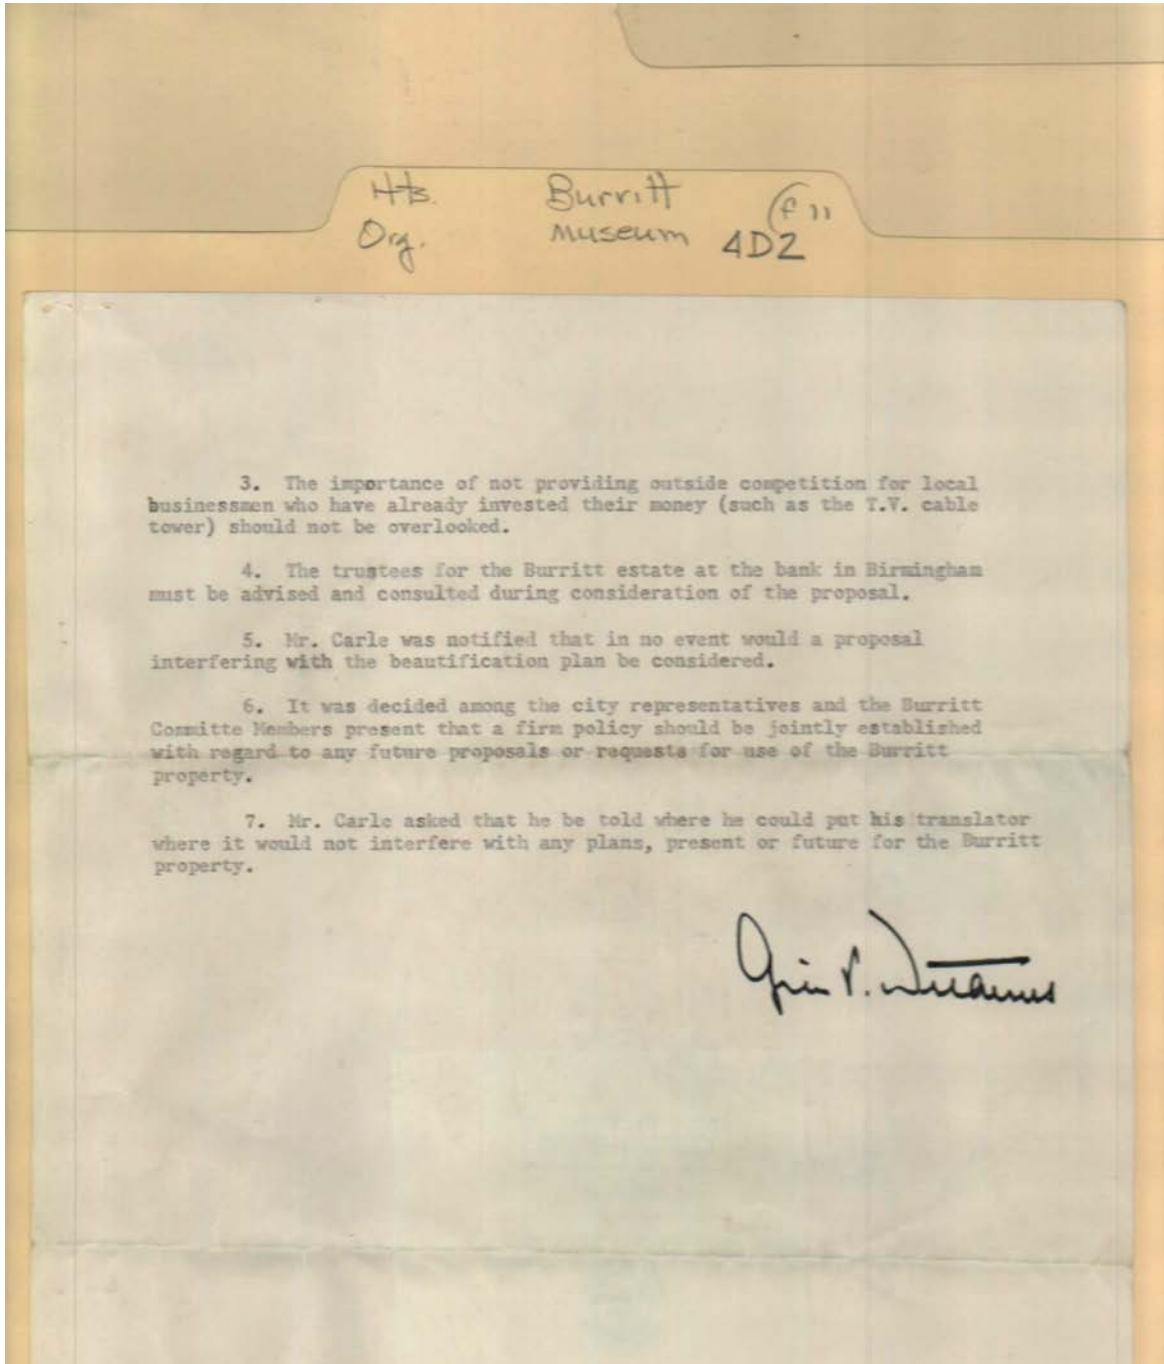 Hts. Burritt (f 11
Org. Museum 4D2
3. The importance of not providing outside competition for local
businessmen who have already invested their money (such as the T.V. cable
tower) should not be overlooked.
4. The trustees for the Burritt estate at the bank in Birmingham
must be advised and consulted during consideration of the proposal.
5. Mr. Carle was notified that in no event would a proposal
interfering with the beautification plan be considered.
6. It was decided among the city representatives and the Burritt
Committe Members present that a firm policy should be jointly established
with regard to any future proposals or requests for use of the Burritt
property.
7. Mr. Carle asked that he be told where he could put his translator
where it would not interfere with any plans, present or future for the Burritt
property.